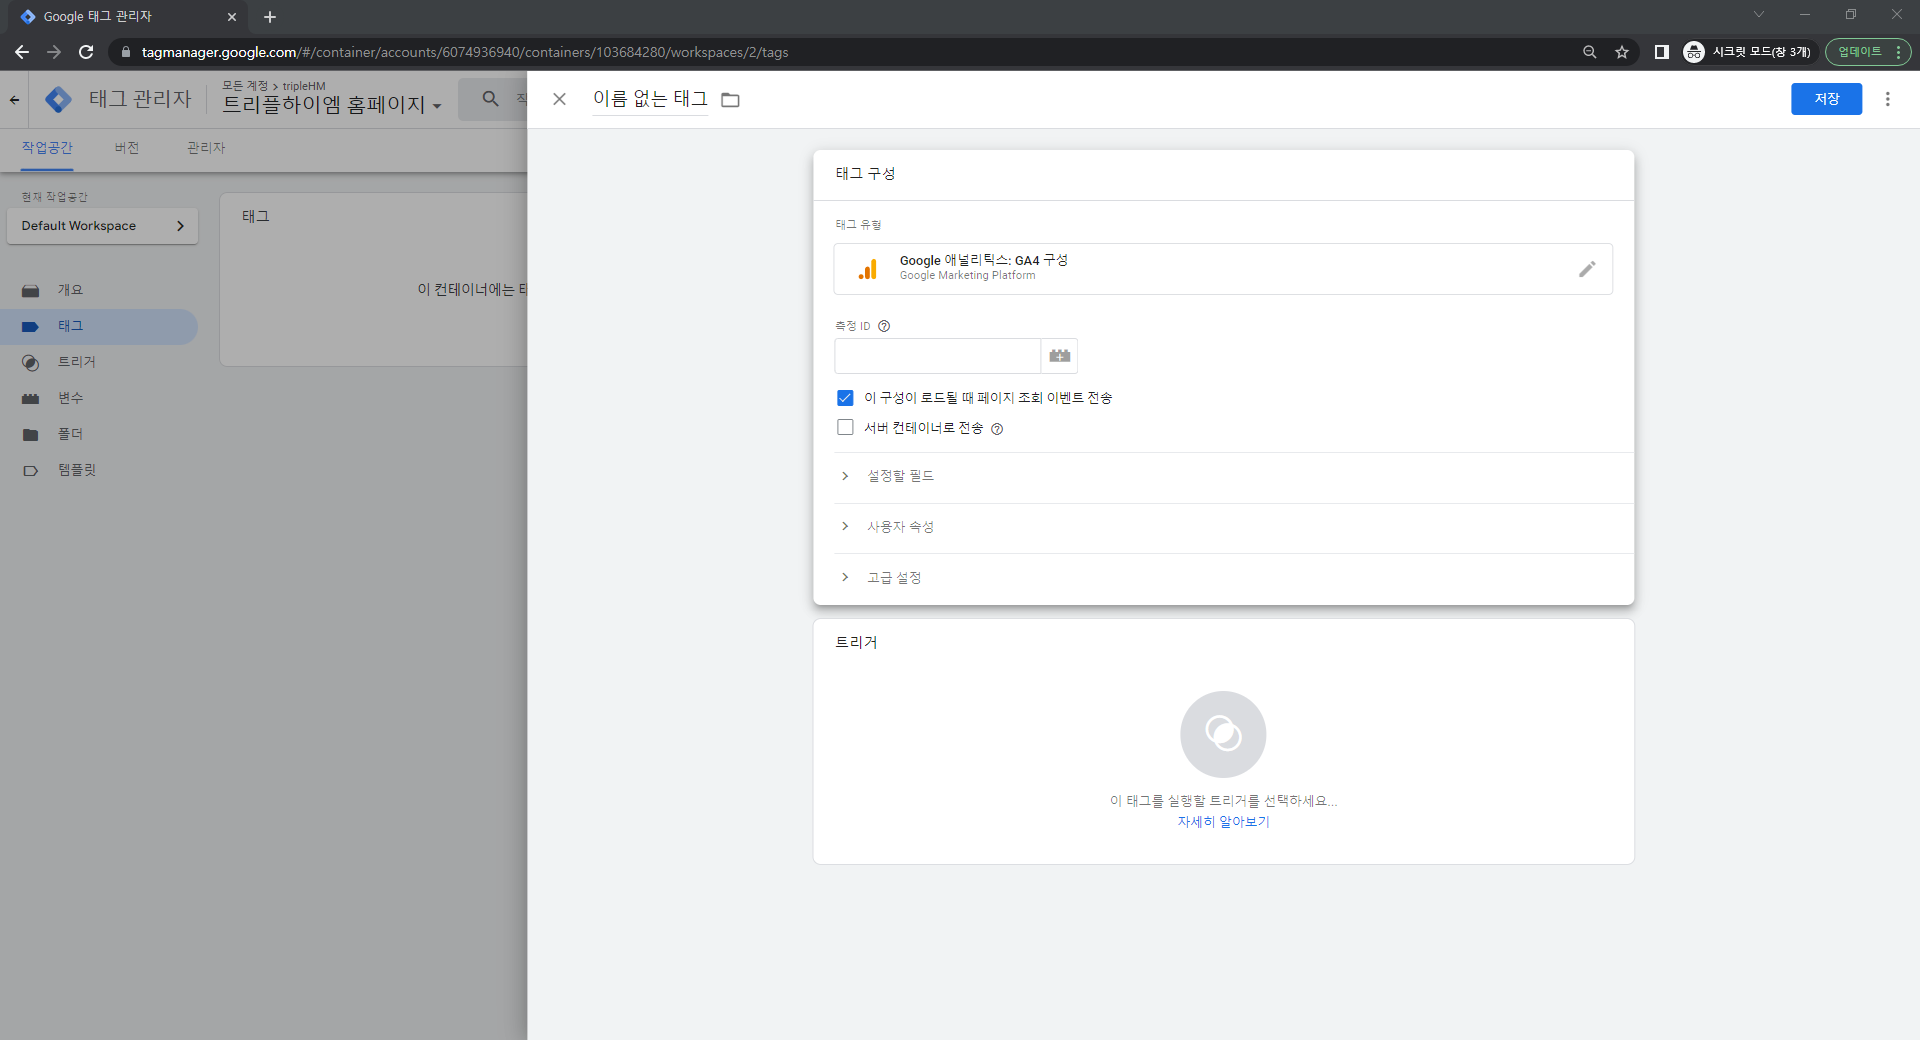 Google 태그 관리자
tagmanager.google.com/#/container/accounts/6074936940/containers/103684280/workspaces/2/tags
시크릿 모드(창 3개)
업데이트
태그 관리자
모든 계정 > tripleHM
트리플하이엠 홈페이지
작
이름 없는 태그
저장
작업공간
버전
관리자
현재 작업공간
Default Workspace
개요
태그
트리거
변수
폴더
템플릿
태그
이 컨테이너에는 태
태그 구성
태그 유형
Google 애널리틱스: GA4 구성
Google Marketing Platform
측정 ID
이 구성이 로드될 때 페이지 조회 이벤트 전송
서버 컨테이너로 전송
설정할 필드
사용자 속성
고급 설정
트리거
이 태그를 실행할 트리거를 선택하세요...
자세히 알아보기